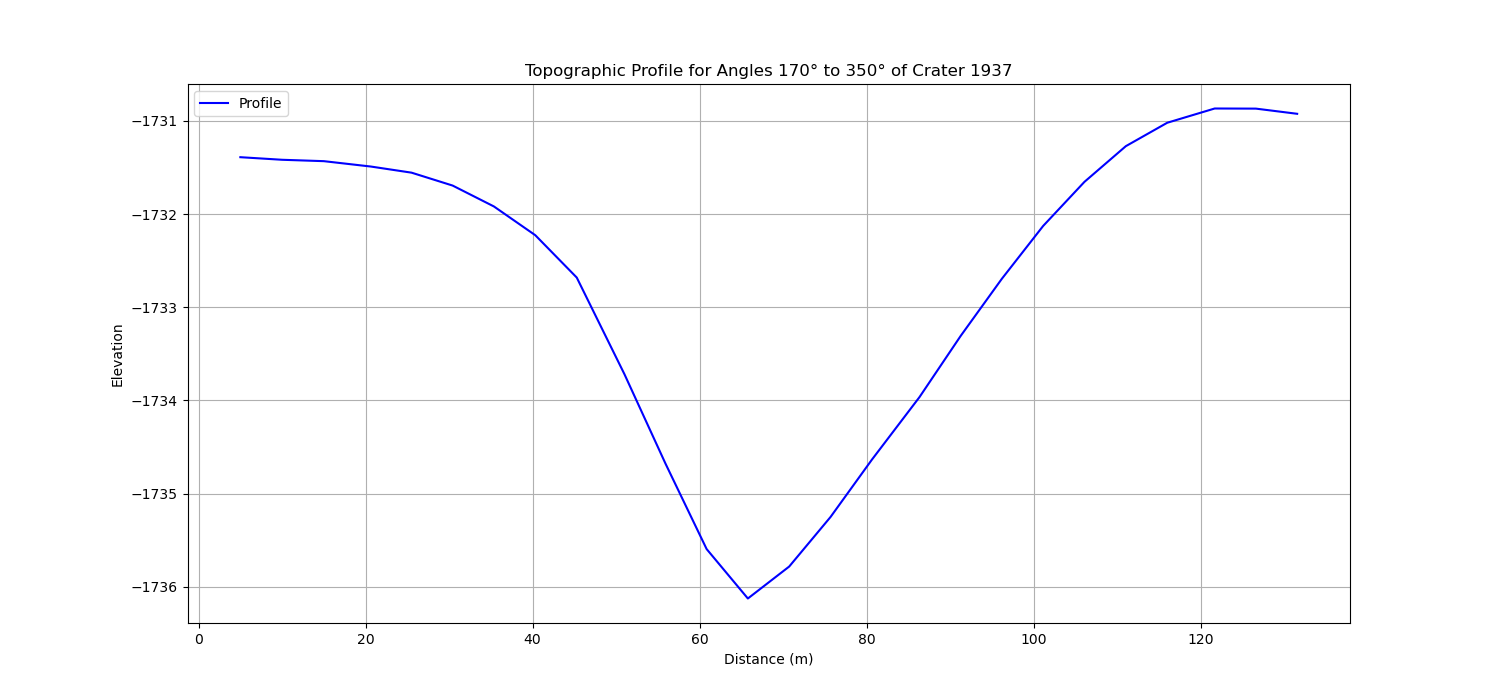 Topographic Profile for Angles 170° to 350° of Crater 1937
Profile
−1731
−1732
−1733
−1734
−1735
−1736
Elevation
0 20 40 60 80 100 120
Distance (m)